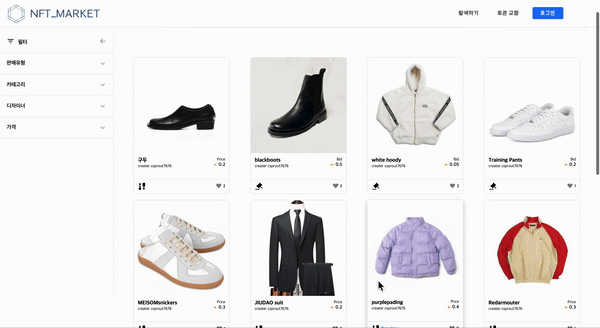 NFT_MARKET
탐색하기
토큰 교환
로그인
필터
판매유형
카테고리
디자이너
가격
구두
Price
creator csprout7676
0.2
2
blackboots
Bid
creator csprout7676
0.5
2
white hoody
Bid
creator csprout7676
0.05
2
Training Pants
Bid
creator csprout7676
0.2
1
MEISOMsnickers
Price
creator csprout7676
0.3
JIUDAO suit
Price
creator csprout7676
0.2
purplepading
Price
creator csprout7676
0.4
Redarmouter
Price
creator csprout7676
0.3